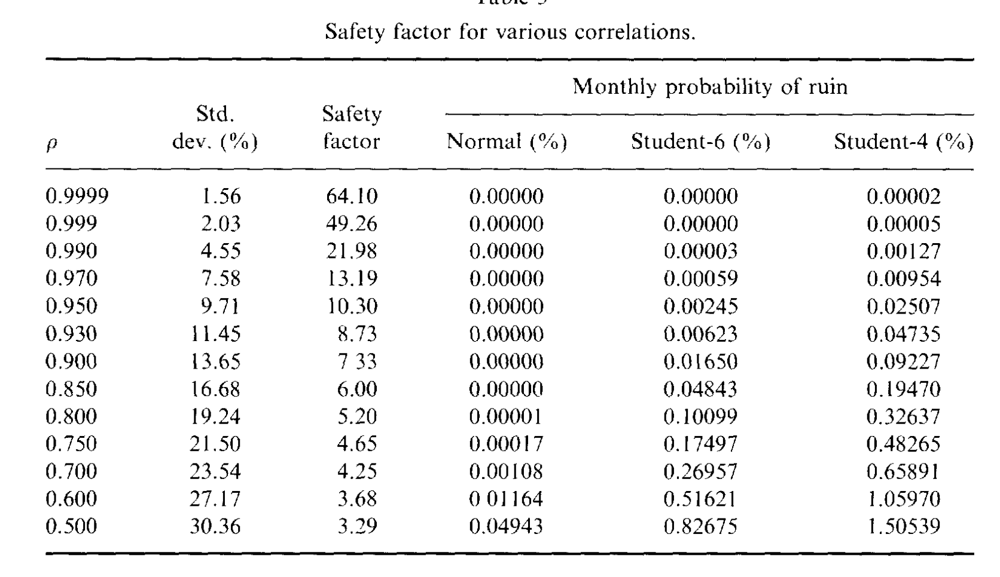 Safety factor for various correlations.
Monthly probability of ruin
Std. Safety
ρ dev. (%) factor Normal (%) Student-6 (%) Student-4 (%)
0.9999 1.56 64.10 0.00000 0.00000 0.00002
0.999 2.03 49.26 0.00000 0.00000 0.00005
0.990 4.55 21.98 0.00000 0.00003 0.00127
0.970 7.58 13.19 0.00000 0.00059 0.00954
0.950 9.71 10.30 0.00000 0.00245 0.02507
0.930 11.45 8.73 0.00000 0.00623 0.04735
0.900 13.65 7 33 0.00000 0.01650 0.09227
0.850 16.68 6.00 0.00000 0.04843 0.19470
0.800 19.24 5.20 0.00001 0.10099 0.32637
0.750 21.50 4.65 0.00017 0.17497 0.48265
0.700 23.54 4.25 0.00108 0.26957 0.65891
0.600 27.17 3.68 0 01164 0.51621 1.05970
0.500 30.36 3.29 0.04943 0.82675 1.50539